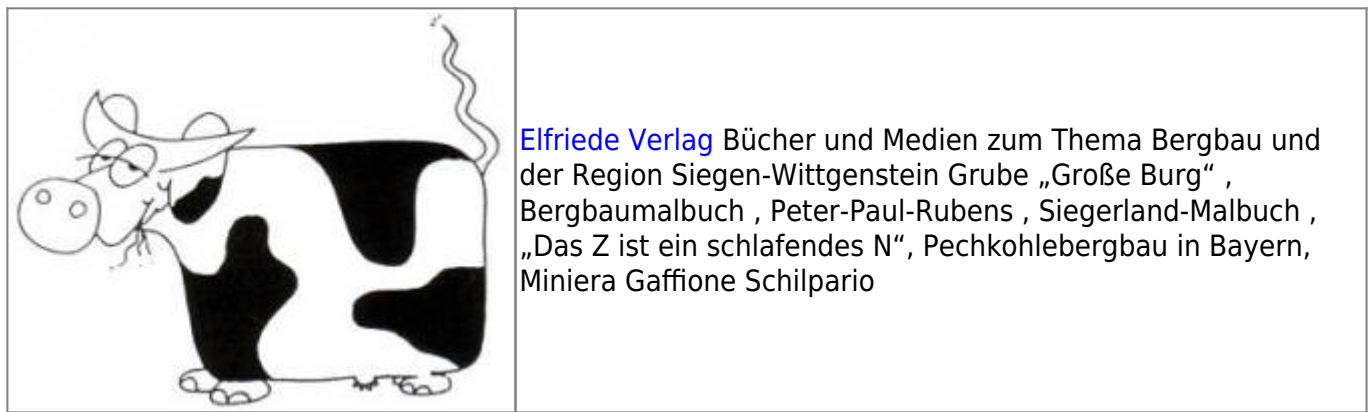 Elfriede Verlag Bücher und Medien zum Thema Bergbau und
der Region Siegen-Wittgenstein Grube „Große Burg“ ,
Bergbaumalbuch , Peter-Paul-Rubens , Siegerland-Malbuch ,
„Das Z ist ein schlafendes N“, Pechkohlebergbau in Bayern,
Miniera Gaffione Schilpario